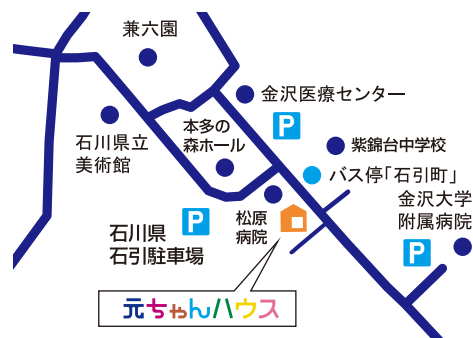 兼六園
金沢医療センター
P
石川県立
美術館
本多の
森ホール
紫錦台中学校
バス停「石引町」
金沢大学
附属病院
P
松原
病院
P
石川県
石引駐車場
元ちゃんハウス